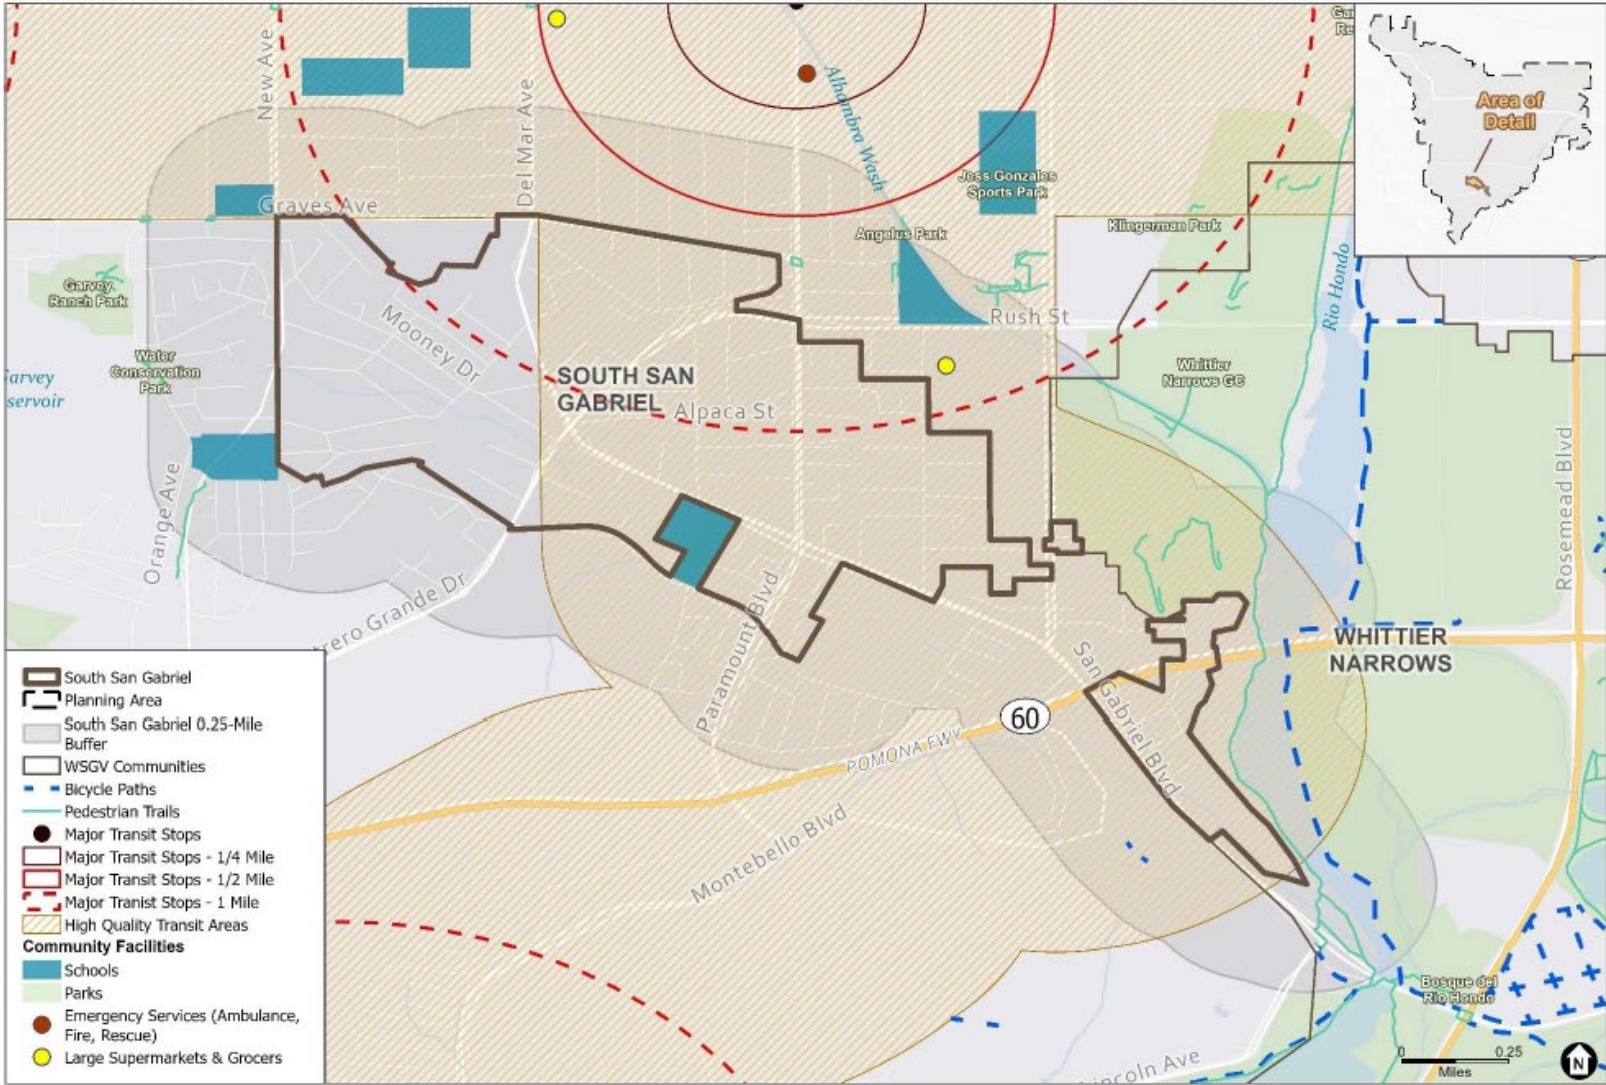 New Ave
Del Mar Ave
Alhambra Wash
Area of
Detail
Jess Gonzales
Sports Park
Graves Ave
Angelus Park
Klingerman Park
Garvey
Ranch Park
Rio Hondo
Rush St
Mooney Dr
Water
Conservation
Park
Whittier
Narrows GC
SOUTH SAN
GABRIEL
Alpaca St
Orange Ave
Rosemead Blvd
trero Grande Dr
Paramount Blvd
WHITTIER
NARROWS
San Gabriel Blvd
60
POMONA FWY
Montebello Blvd
Bosque del
Rio Hondo
Lincoln Ave
South San Gabriel
Planning Area
South San Gabriel 0.25-Mile
Buffer
WSGV Communities
Bicycle Paths
Pedestrian Trails
Major Transit Stops
Major Transit Stops - 1/4 Mile
Major Transit Stops - 1/2 Mile
Major Tranist Stops - 1 Mile
High Quality Transit Areas
Community Facilities
Schools
Parks
Emergency Services (Ambulance,
Fire, Rescue)
Large Supermarkets & Grocers
0 0.25
Miles
N